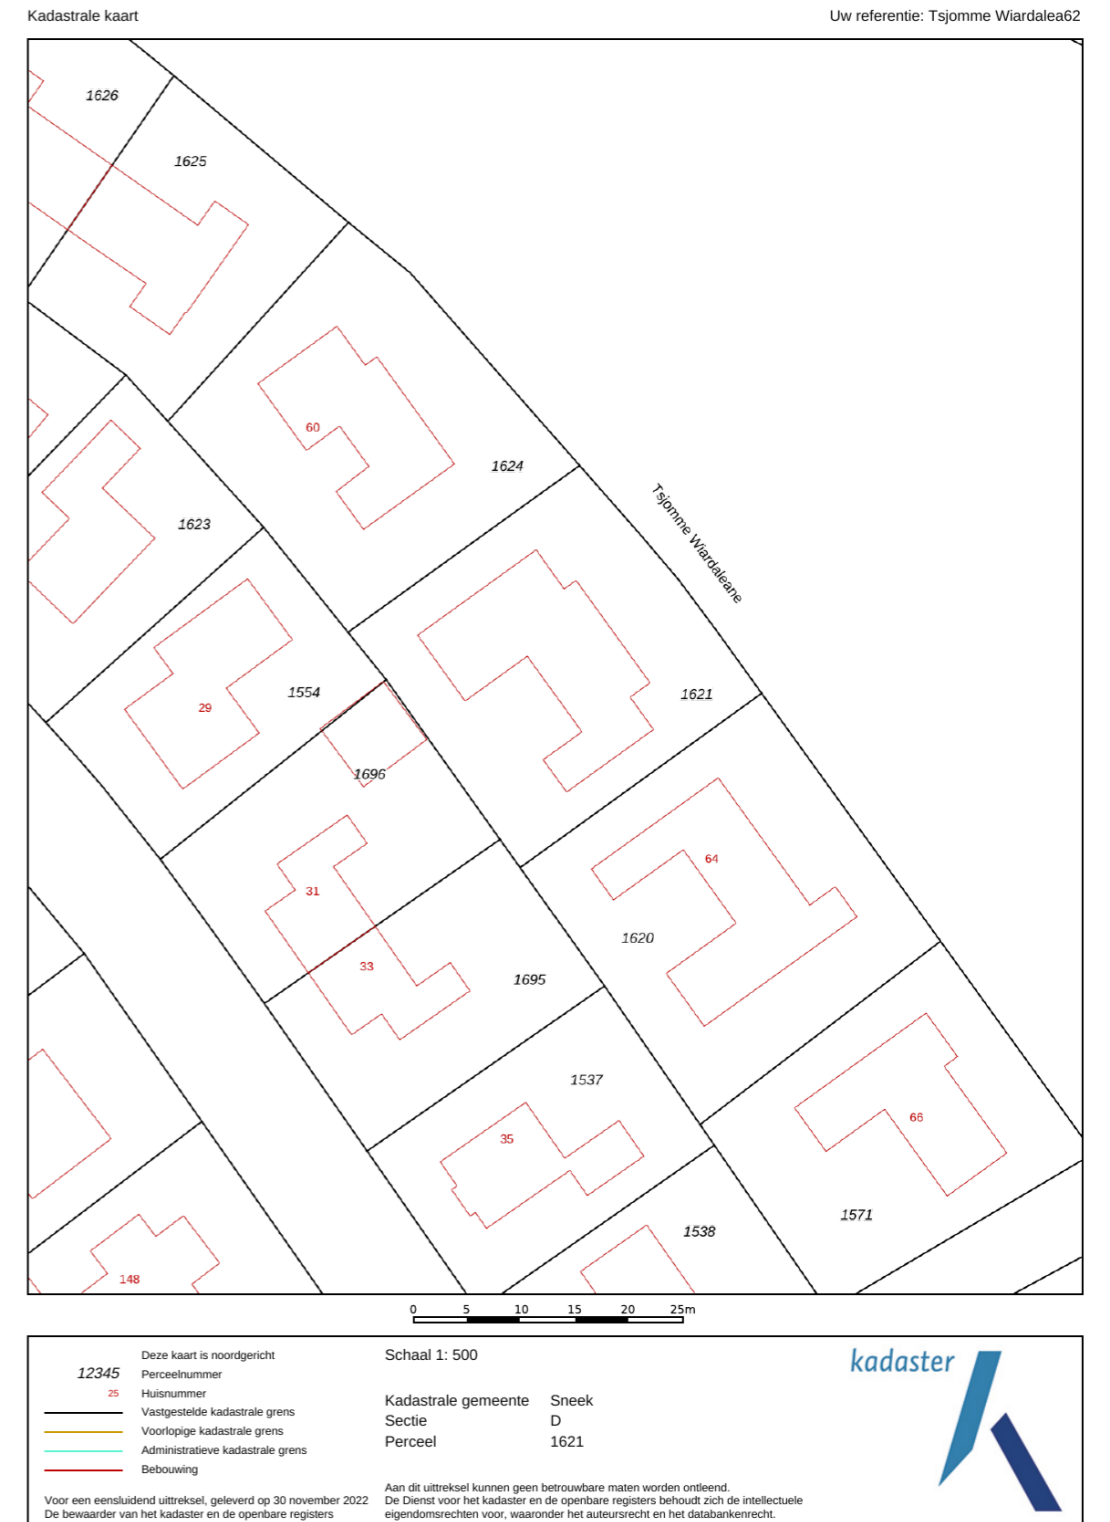 Kadastrale kaart
Uw referentie: Tsjomme Wiardalea62
1626
1625
60
1624
1623
Tsjomme Wiardaleane
1554
29
1621
1696
64
31
1620
33
1695
1537
35
66
1571
1538
148
0 5 10 15 20 25m
Deze kaart is noordgericht
12345 Perceelnummer
25 Huisnummer
Vastgestelde kadastrale grens
Voorlopige kadastrale grens
Administratieve kadastrale grens
Bebouwing
Voor een eensluidend uittreksel, geleverd op 30 november 2022
De bewaarder van het kadaster en de openbare registers
Schaal 1: 500
Kadastrale gemeente Sneek
Sectie D
Perceel 1621
Aan dit uittreksel kunnen geen betrouwbare maten worden ontleend.
De Dienst voor het kadaster en de openbare registers behoudt zich de intellectuele
eigendomsrechten voor, waaronder het auteursrecht en het databankenrecht.
kadaster